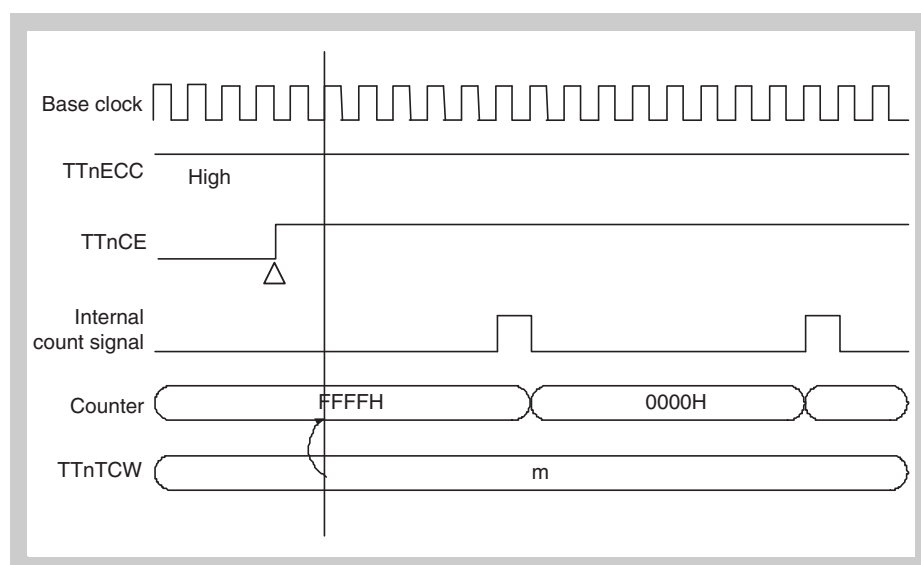 Base clock
TTnECC
High
TTnCE
Internal
count signal
Counter
FFFFH
0000H
TTnTCW
m